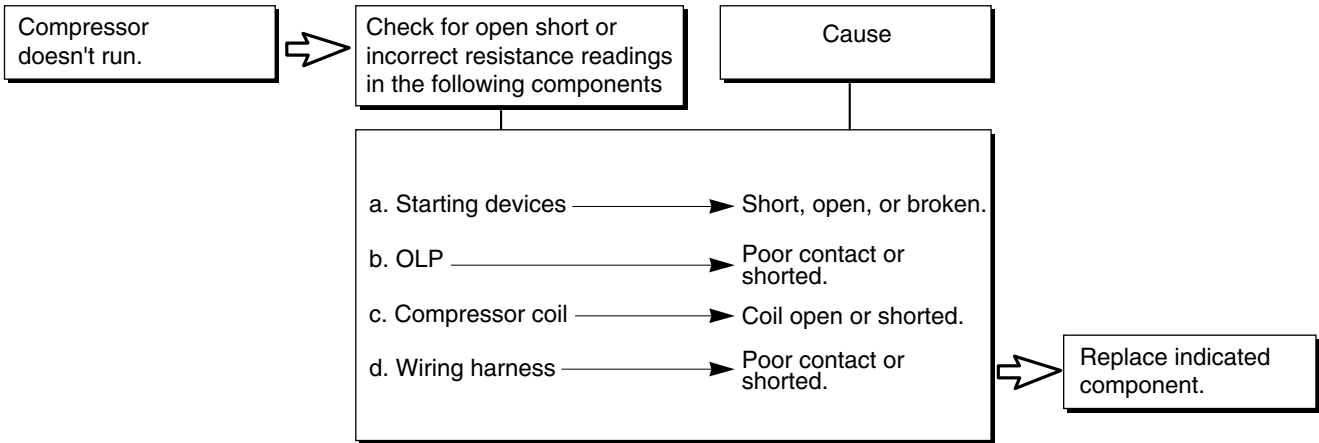 Compressor
doesn't run.
Check for open short or
incorrect resistance readings
in the following components
Cause
a. Starting devices
Short, open, or broken.
b. OLP
Poor contact or
shorted.
c. Compressor coil
Coil open or shorted.
d. Wiring harness
Poor contact or
shorted.
Replace indicated
component.